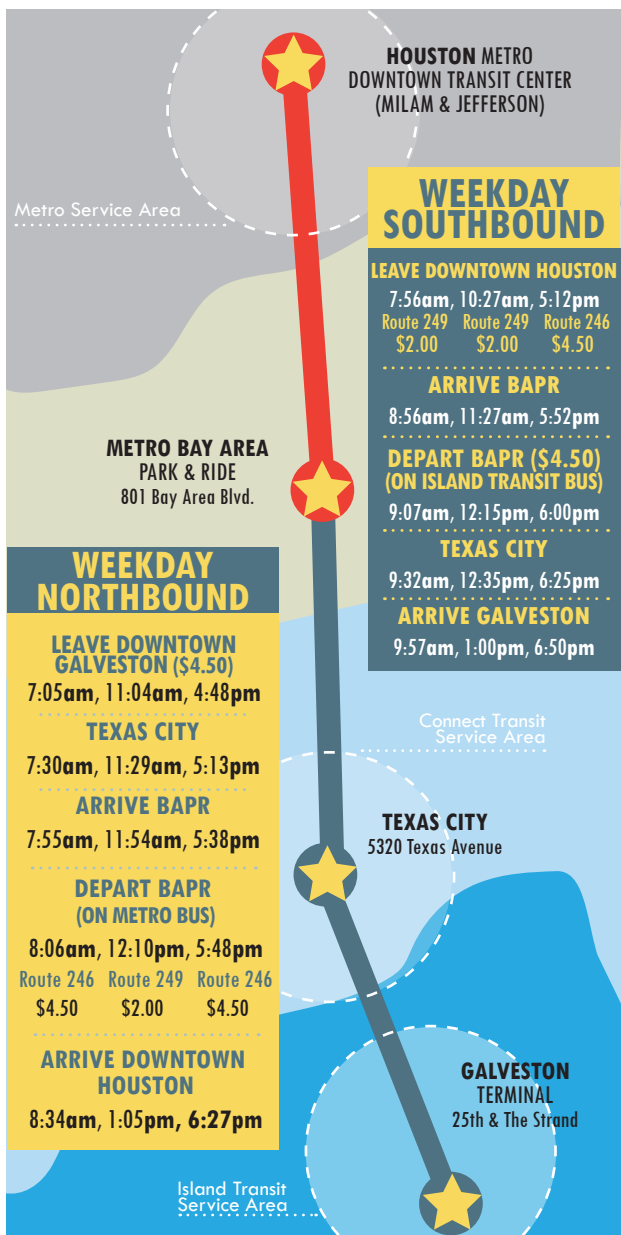 HOUSTON METRO
DOWNTOWN TRANSIT CENTER
(MILAM & JEFFERSON)
Metro Service Area
WEEKDAY
SOUTHBOUND
LEAVE DOWNTOWN HOUSTON
7:56am, 10:27am, 5:12pm
Route 249 Route 249 Route 246
$2.00 $2.00 $4.50
ARRIVE BAPR
8:56am, 11:27am, 5:52pm
DEPART BAPR ($4.50)
(ON ISLAND TRANSIT BUS)
9:07am, 12:15pm, 6:00pm
TEXAS CITY
9:32am, 12:35pm, 6:25pm
ARRIVE GALVESTON
9:57am, 1:00pm, 6:50pm
METRO BAY AREA
PARK & RIDE
801 Bay Area Blvd.
WEEKDAY
NORTHBOUND
LEAVE DOWNTOWN
GALVESTON ($4.50)
7:05am, 11:04am, 4:48pm
TEXAS CITY
7:30am, 11:29am, 5:13pm
ARRIVE BAPR
7:55am, 11:54am, 5:38pm
DEPART BAPR
(ON METRO BUS)
8:06am, 12:10pm, 5:48pm
Route 246 Route 249 Route 246
$4.50 $2.00 $4.50
ARRIVE DOWNTOWN
HOUSTON
8:34am, 1:05pm, 6:27pm
Connect Transit
Service Area
TEXAS CITY
5320 Texas Avenue
GALVESTON
TERMINAL
25th & The Strand
Island Transit
Service Area